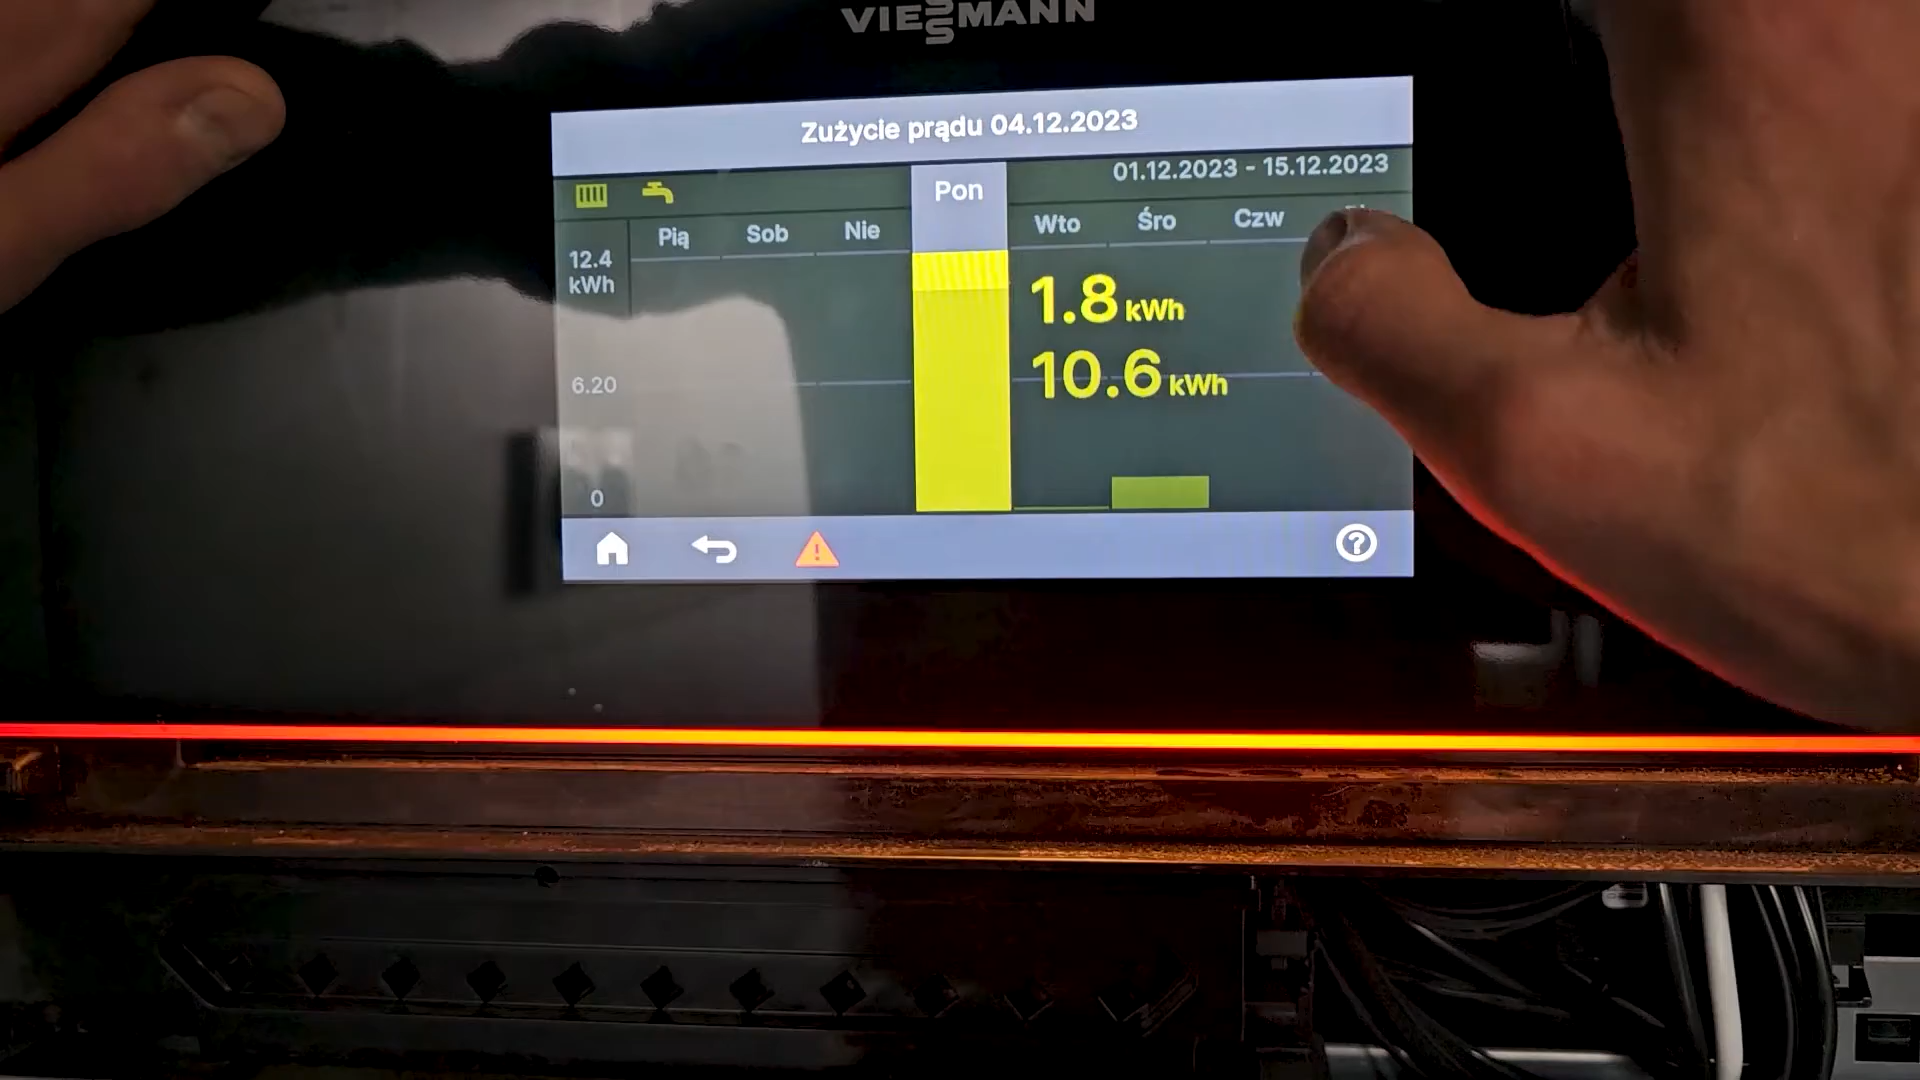 VIESSMANN
Zużycie prądu 04.12.2023
01.12.2023 - 15.12.2023
Pią Sob Nie Pon Wto Śro Czw
12.4
kWh
1.8 kWh
6.20
10.6 kWh
0